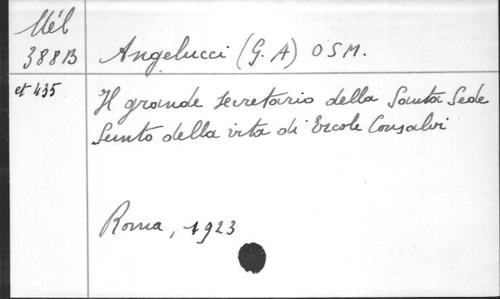 Mél
388B
Angelucci (G. A) OSM.
et 435
Il grande secretario della Santa Sede
Sunto della vita di Ercole Consalvi
Roma, 1923